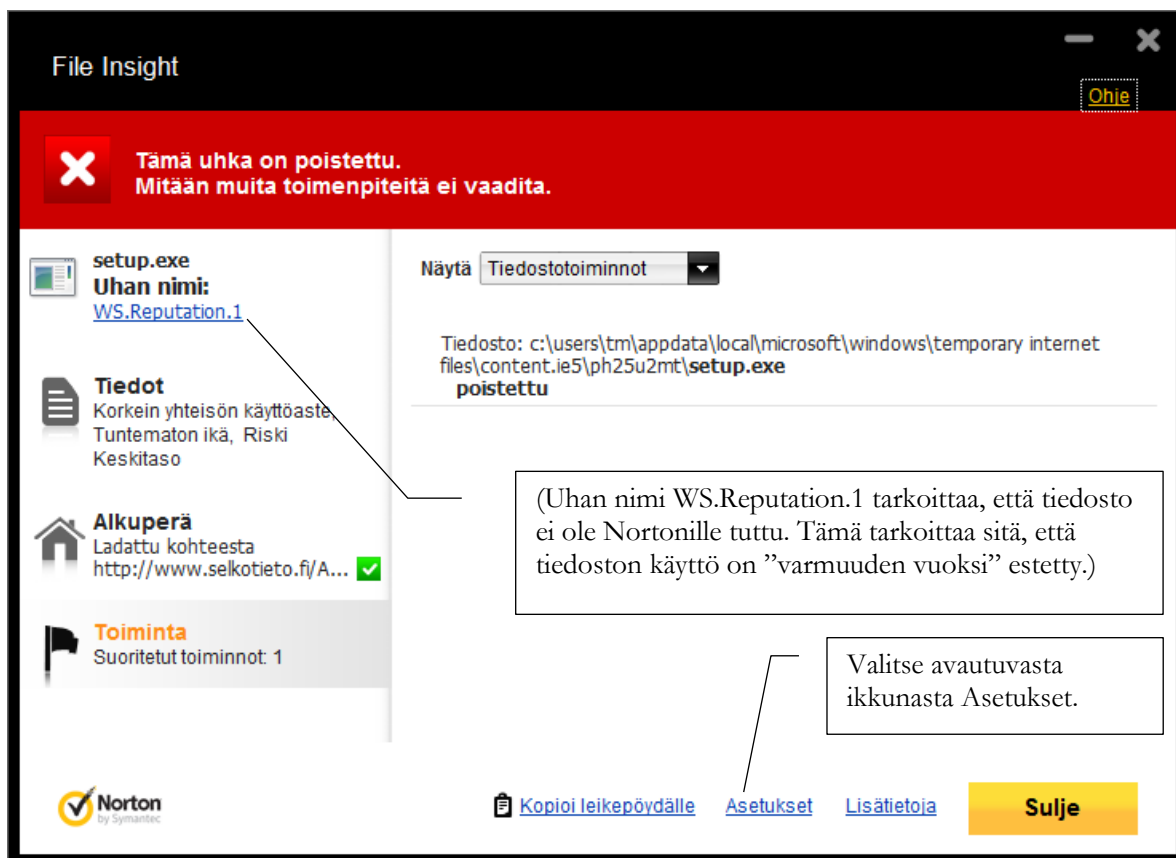 File Insight
Ohje
Tämä uhka on poistettu.
Mitään muita toimenpiteitä ei vaadita.
setup.exe
Uhan nimi:
WS.Reputation.1
Tiedot
Korkein yhteisön käyttöaste,
Tuntematon ikä, Riski
Keskitaso
Alkuperä
Ladattu kohteesta
http://www.selkotieto.fi/A...
Toiminta
Suoritetut toiminnot: 1
Näytä Tiedostotoiminnot
Tiedosto: c:\users\tm\appdata\local\microsoft\windows\temporary internet
files\content.ie5\ph25u2mt\setup.exe
poistettu
(Uhan nimi WS.Reputation.1 tarkoittaa, että tiedosto
ei ole Nortonille tuttu. Tämä tarkoittaa sitä, että
tiedoston käyttö on ”varmuuden vuoksi” estetty.)
Valitse avautuvasta
ikkunasta Asetukset.
Norton
by Symantec
Kopioi leikepöydälle Asetukset Lisätietoja Sulje